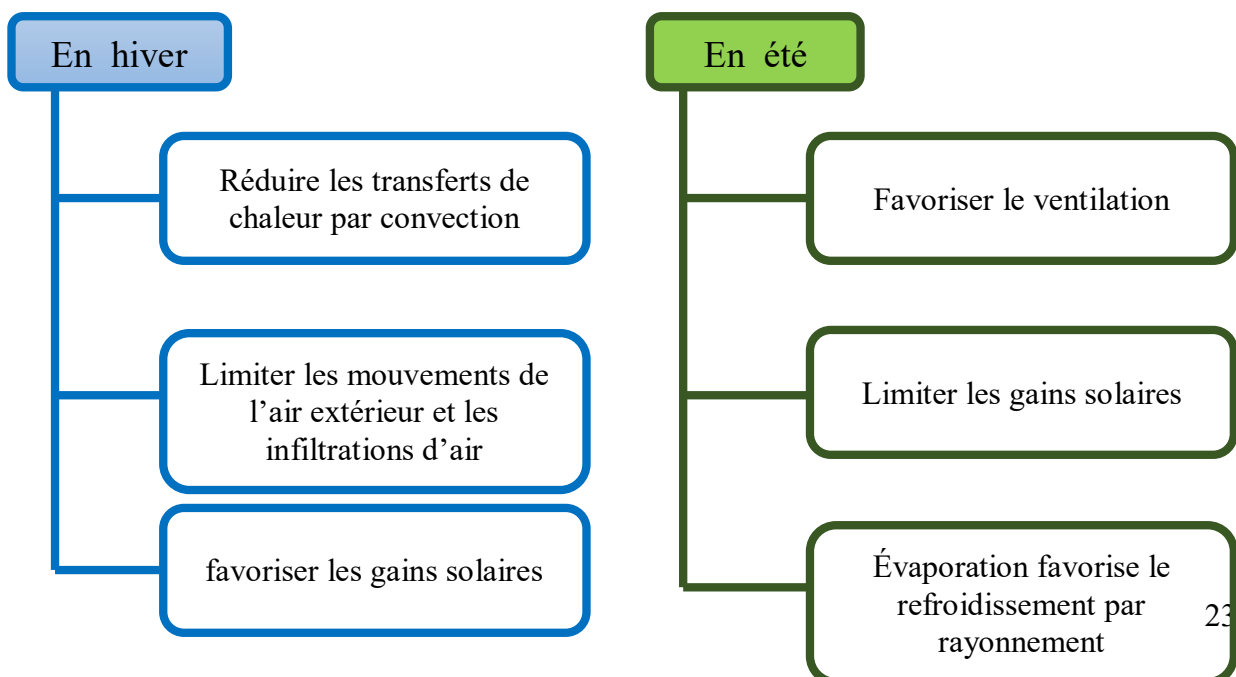 En hiver
Réduire les transferts de
chaleur par convection
Limiter les mouvements de
l’air extérieur et les
infiltrations d’air
favoriser les gains solaires
En été
Favoriser le ventilation
Limiter les gains solaires
Évaporation favorise le
refroidissement par
rayonnement
23